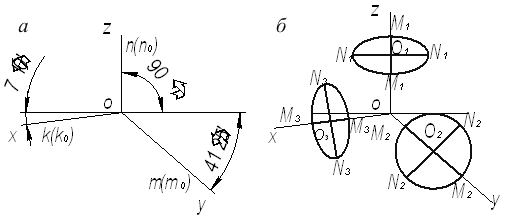 а
z
n(n₀)
90
7
o
x
k(k₀)
41
m(m₀)
y
б
z
M₁
N₁ O₁ N₁
M₁
N₃
o
M₃ N₂
x O₃ M₃ M₂ O₂
N₃ N₂ M₂
y